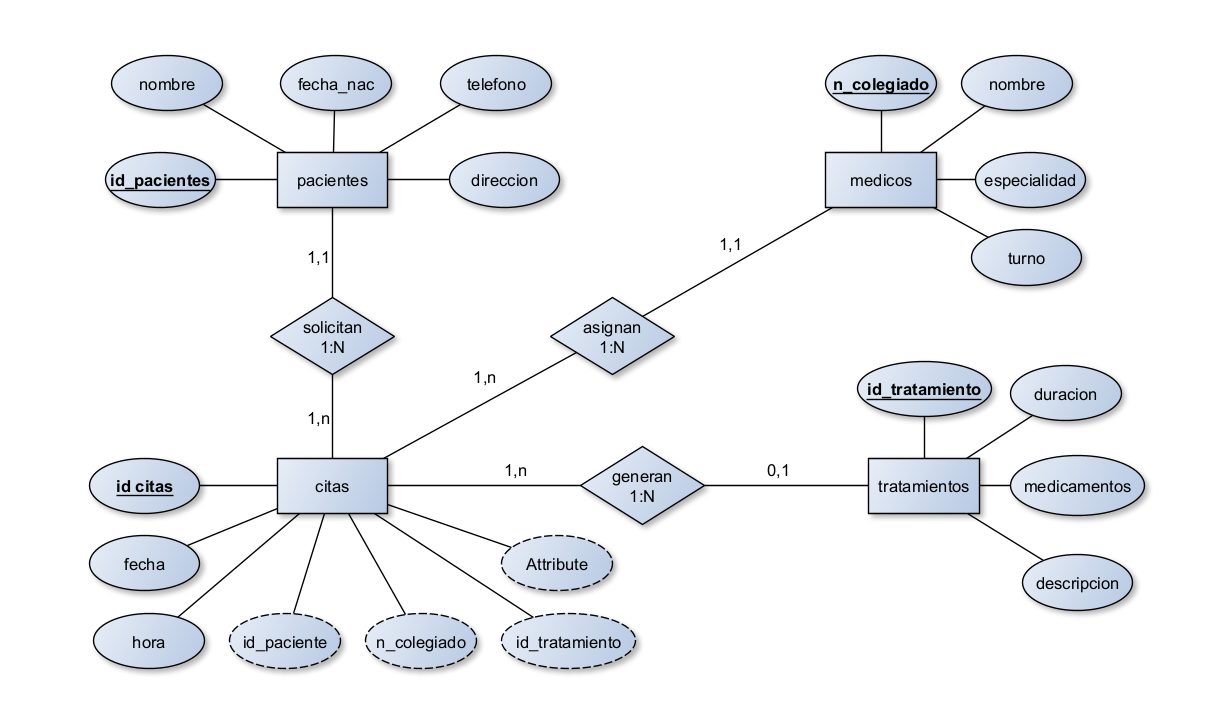 nombre
fecha_nac
telefono
id_pacientes
pacientes
direccion
n_colegiado
nombre
medicos
especialidad
turno
1,1
1,1
solicitan
1:N
asignan
1:N
1,n
1,n
id_tratamiento
duracion
id citas
citas
1,n
generan
1:N
0,1
tratamientos
medicamentos
fecha
Attribute
descripcion
hora
id_paciente
n_colegiado
id_tratamiento